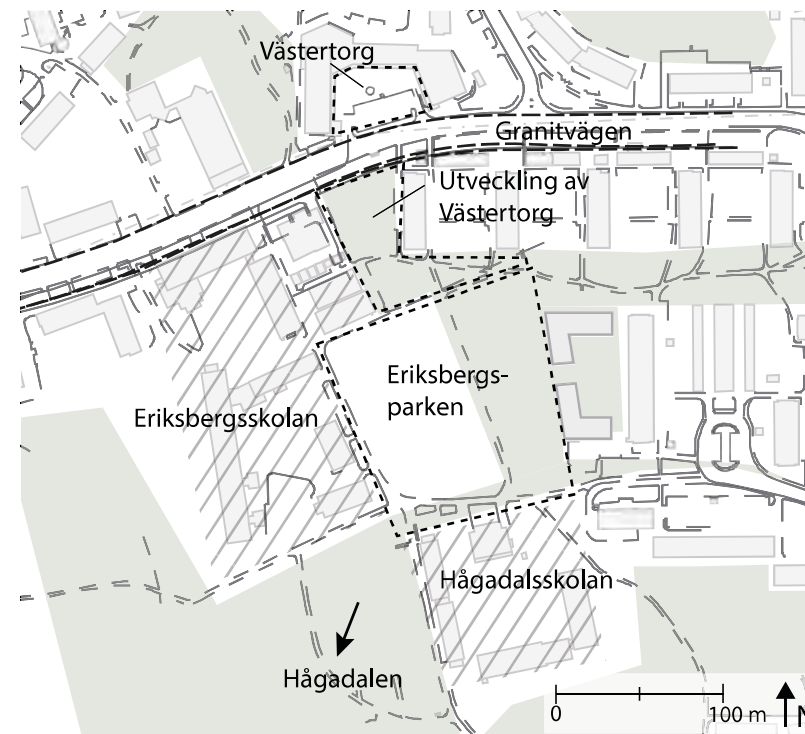 Västertorg
Granitvägen
Utveckling av
Västertorg
Eriksbergs-
parken
Eriksbergsskolan
Hågadalsskolan
Hågadalen
0
100 m
N